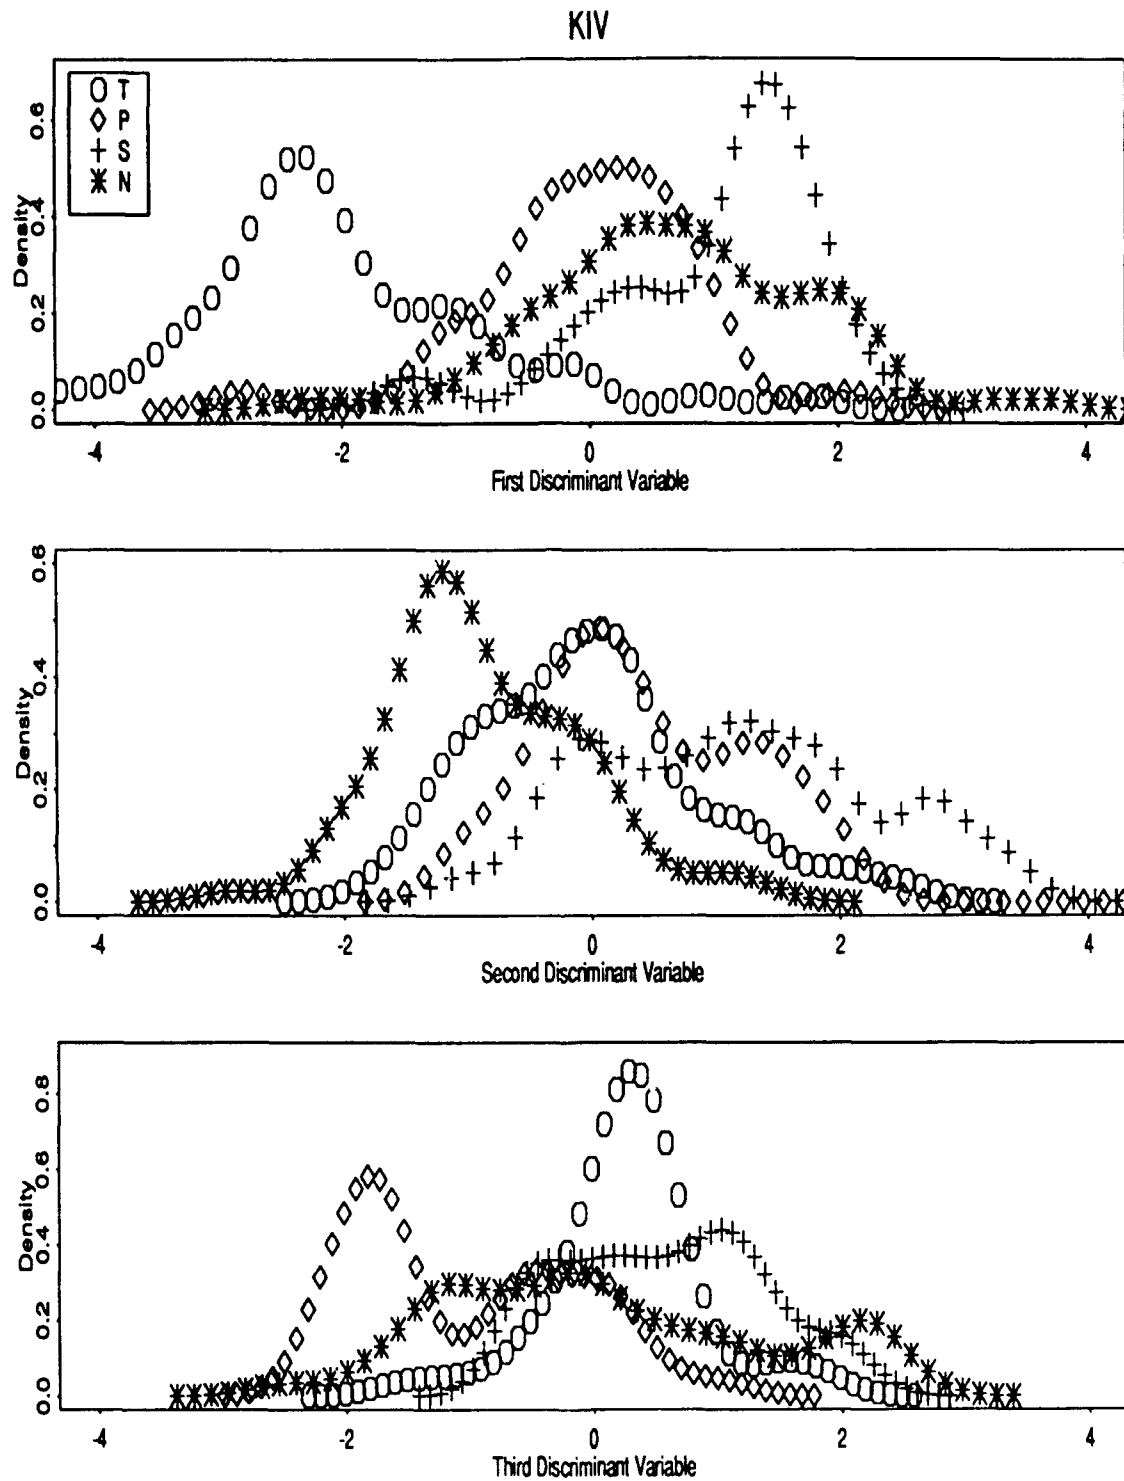 KIV
T
P
S
N
Density
0.0 0.2 0.4 0.6
-4 -2 0 2 4
First Discriminant Variable
Density
0.0 0.2 0.4 0.6
-4 -2 0 2 4
Second Discriminant Variable
Density
0.0 0.2 0.4 0.6 0.8
-4 -2 0 2 4
Third Discriminant Variable